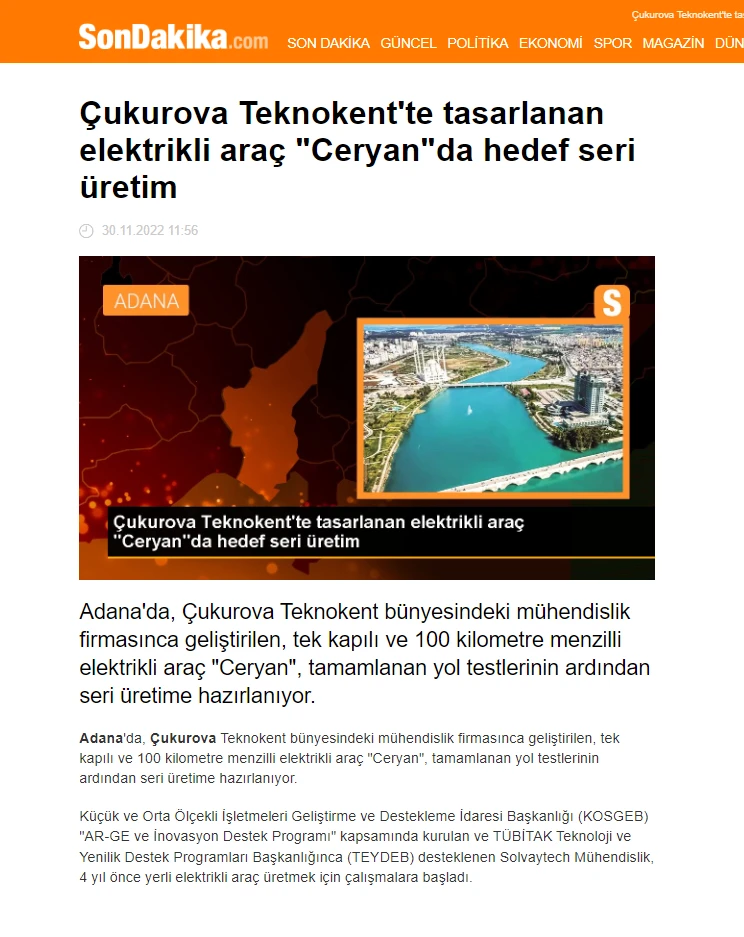 Çukurova Teknokent'te
SonDakika.com
SON DAKİKA GÜNCEL POLİTİKA EKONOMİ SPOR MAGAZİN
Çukurova Teknokent'te tasarlanan
elektrikli araç "Ceryan"da hedef seri
üretim
30.11.2022 11:56
ADANA
S
Çukurova Teknokent'te tasarlanan elektrikli araç
"Ceryan"da hedef seri üretim
Adana'da, Çukurova Teknokent bünyesindeki mühendislik
firmasınca geliştirilen, tek kapılı ve 100 kilometre menzilli
elektrikli araç "Ceryan", tamamlanan yol testlerinin ardından
seri üretime hazırlanıyor.
Adana'da, Çukurova Teknokent bünyesindeki mühendislik firmasınca geliştirilen, tek
kapılı ve 100 kilometre menzilli elektrikli araç "Ceryan", tamamlanan yol testlerinin
ardından seri üretime hazırlanıyor.
Küçük ve Orta Ölçekli İşletmeleri Geliştirme ve Destekleme İdaresi Başkanlığı (KOSGEB)
"AR-GE ve İnovasyon Destek Programı" kapsamında kurulan ve TÜBİTAK Teknoloji ve
Yenilik Destek Programları Başkanlığınca (TEYDEB) desteklenen Solvaytech Mühendislik,
4 yıl önce yerli elektrikli araç üretmek için çalışmalara başladı.